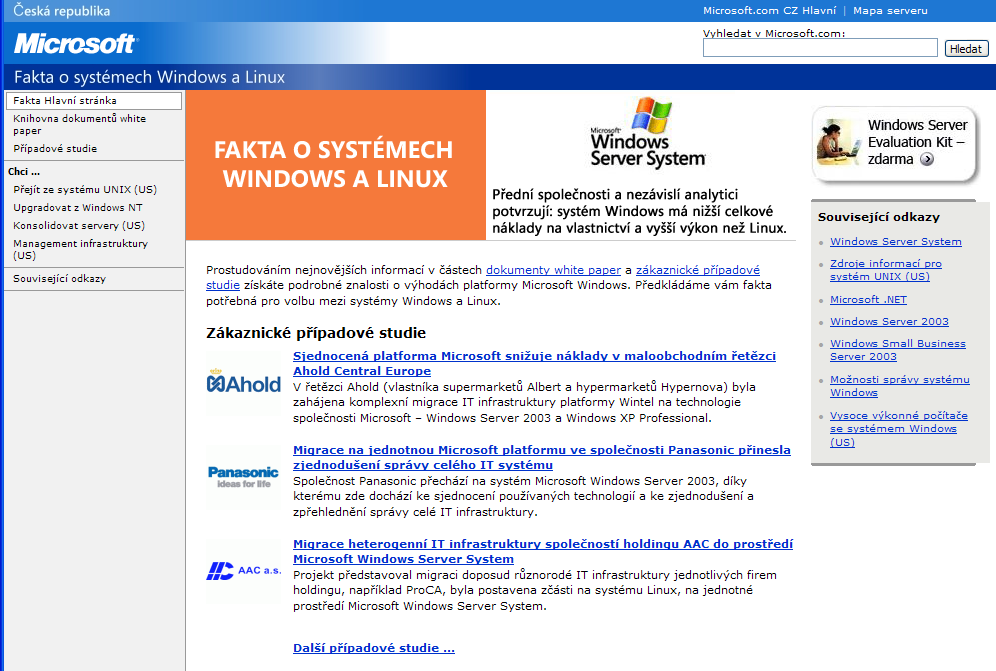 Česká republika
Microsoft.com CZ Hlavní | Mapa serveru
Microsoft
Vyhledat v Microsoft.com:
Hledat
Fakta o systémech Windows a Linux
Fakta Hlavní stránka
Knihovna dokumentů white
paper
Případové studie
Chci ...
Přejít ze systému UNIX (US)
Upgradovat z Windows NT
Konsolidovat servery (US)
Management infrastruktury
(US)
Související odkazy
FAKTA O SYSTÉMECH
WINDOWS A LINUX
Microsoft
Windows
Server System
Přední společnosti a nezávislí analytici
potvrzují: systém Windows má nižší celkové
náklady na vlastnictví a vyšší výkon než Linux.
Prostudováním nejnovějších informací v částech dokumenty white paper a zákaznické případové
studie získáte podrobné znalosti o výhodách platformy Microsoft Windows. Předkládáme vám fakta
potřebná pro volbu mezi systémy Windows a Linux.
Zákaznické případové studie
Ahold
Sjednocená platforma Microsoft snižuje náklady v maloobchodním řetězci
Ahold Central Europe
V řetězci Ahold (vlastníka supermarketů Albert a hypermarketů Hypernova) byla
zahájena komplexní migrace IT infrastruktury platformy Wintel na technologie
společnosti Microsoft – Windows Server 2003 a Windows XP Professional.
Panasonic
ideas for life
Migrace na jednotnou Microsoft platformu ve společnosti Panasonic přinesla
zjednodušení správy celého IT systému
Společnost Panasonic přechází na systém Microsoft Windows Server 2003, díky
kterému zde dochází ke sjednocení používaných technologií a ke zjednodušení a
zpřehlednění správy celé IT infrastruktury.
AAC a.s.
Migrace heterogenní IT infrastruktury společností holdingu AAC do prostředí
Microsoft Windows Server System
Projekt představoval migraci doposud různorodé IT infrastruktury jednotlivých firem
holdingu, například ProCA, byla postavena zčásti na systému Linux, na jednotné
prostředí Microsoft Windows Server System.
Další případové studie ...
Windows Server
Evaluation Kit –
zdarma
Související odkazy
Windows Server System
Zdroje informací pro
systém UNIX (US)
Microsoft .NET
Windows Server 2003
Windows Small Business
Server 2003
Možnosti správy systému
Windows
Vysoce výkonné počítače
se systémem Windows
(US)